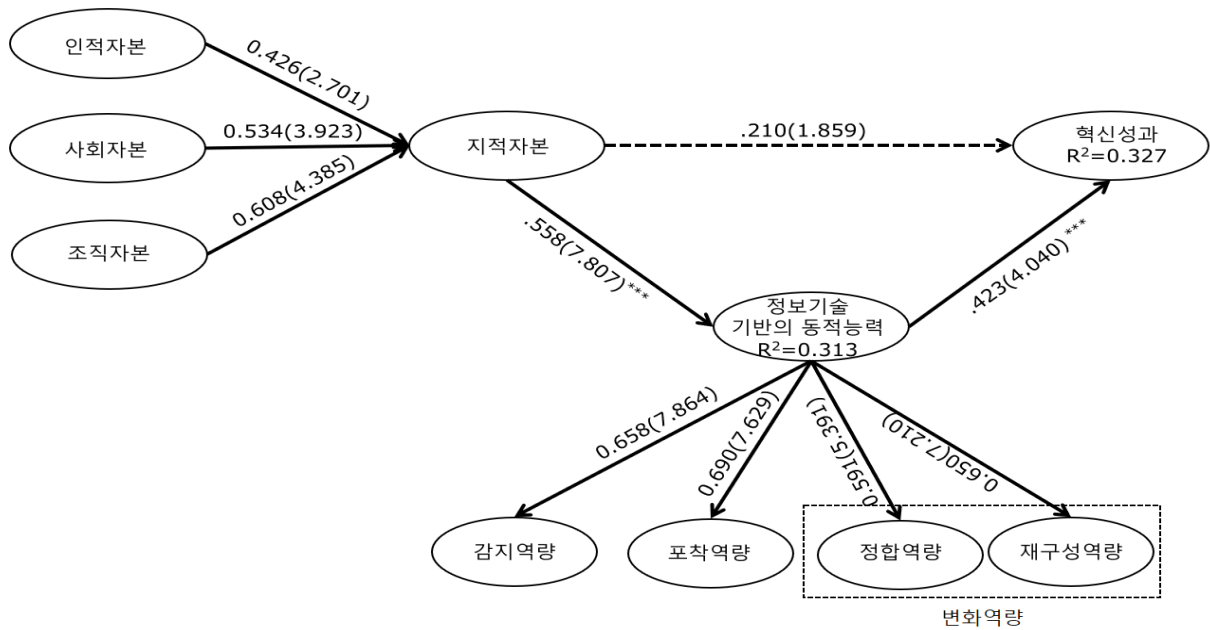 인적자본
0.426(2.701)
사회자본
0.534(3.923)
조직자본
0.608(4.385)
지적자본
.210(1.859)
혁신성과
R²=0.327
.558(7.807)***
.423(4.040)***
정보기술
기반의 동적능력
R²=0.313
0.658(7.864)
0.690(7.629)
0.591(5.391)
0.650(7.210)
감지역량
포착역량
정합역량
재구성역량
변화역량